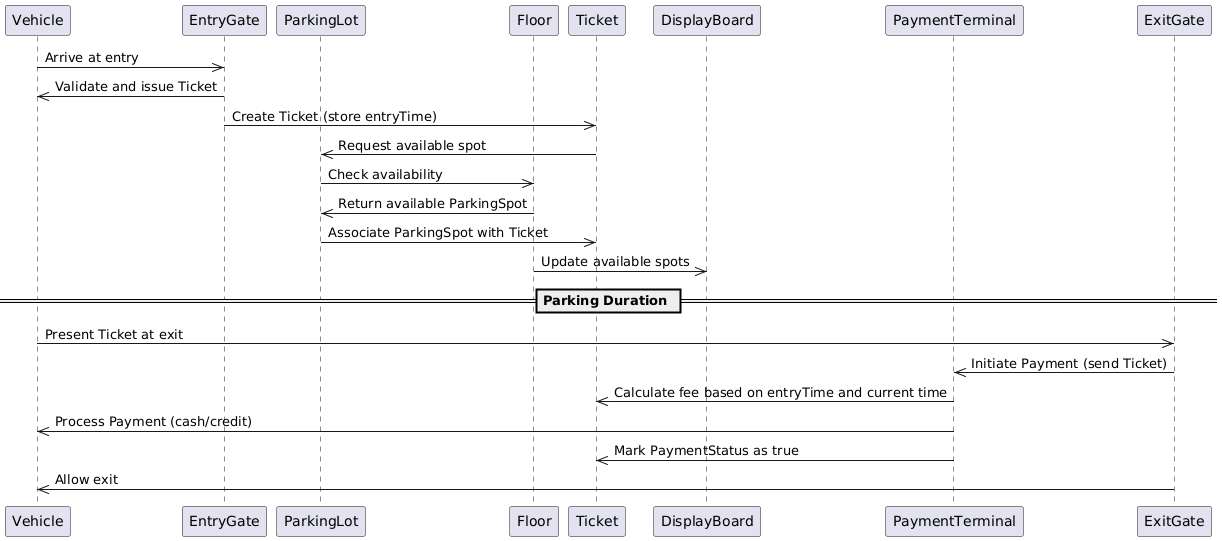 Vehicle EntryGate ParkingLot Floor Ticket DisplayBoard PaymentTerminal ExitGate
Arrive at entry
Validate and issue Ticket
Create Ticket (store entryTime)
Request available spot
Check availability
Return available ParkingSpot
Associate ParkingSpot with Ticket
Update available spots
Parking Duration
Present Ticket at exit
Initiate Payment (send Ticket)
Calculate fee based on entryTime and current time
Process Payment (cash/credit)
Mark PaymentStatus as true
Allow exit
Vehicle EntryGate ParkingLot Floor Ticket DisplayBoard PaymentTerminal ExitGate